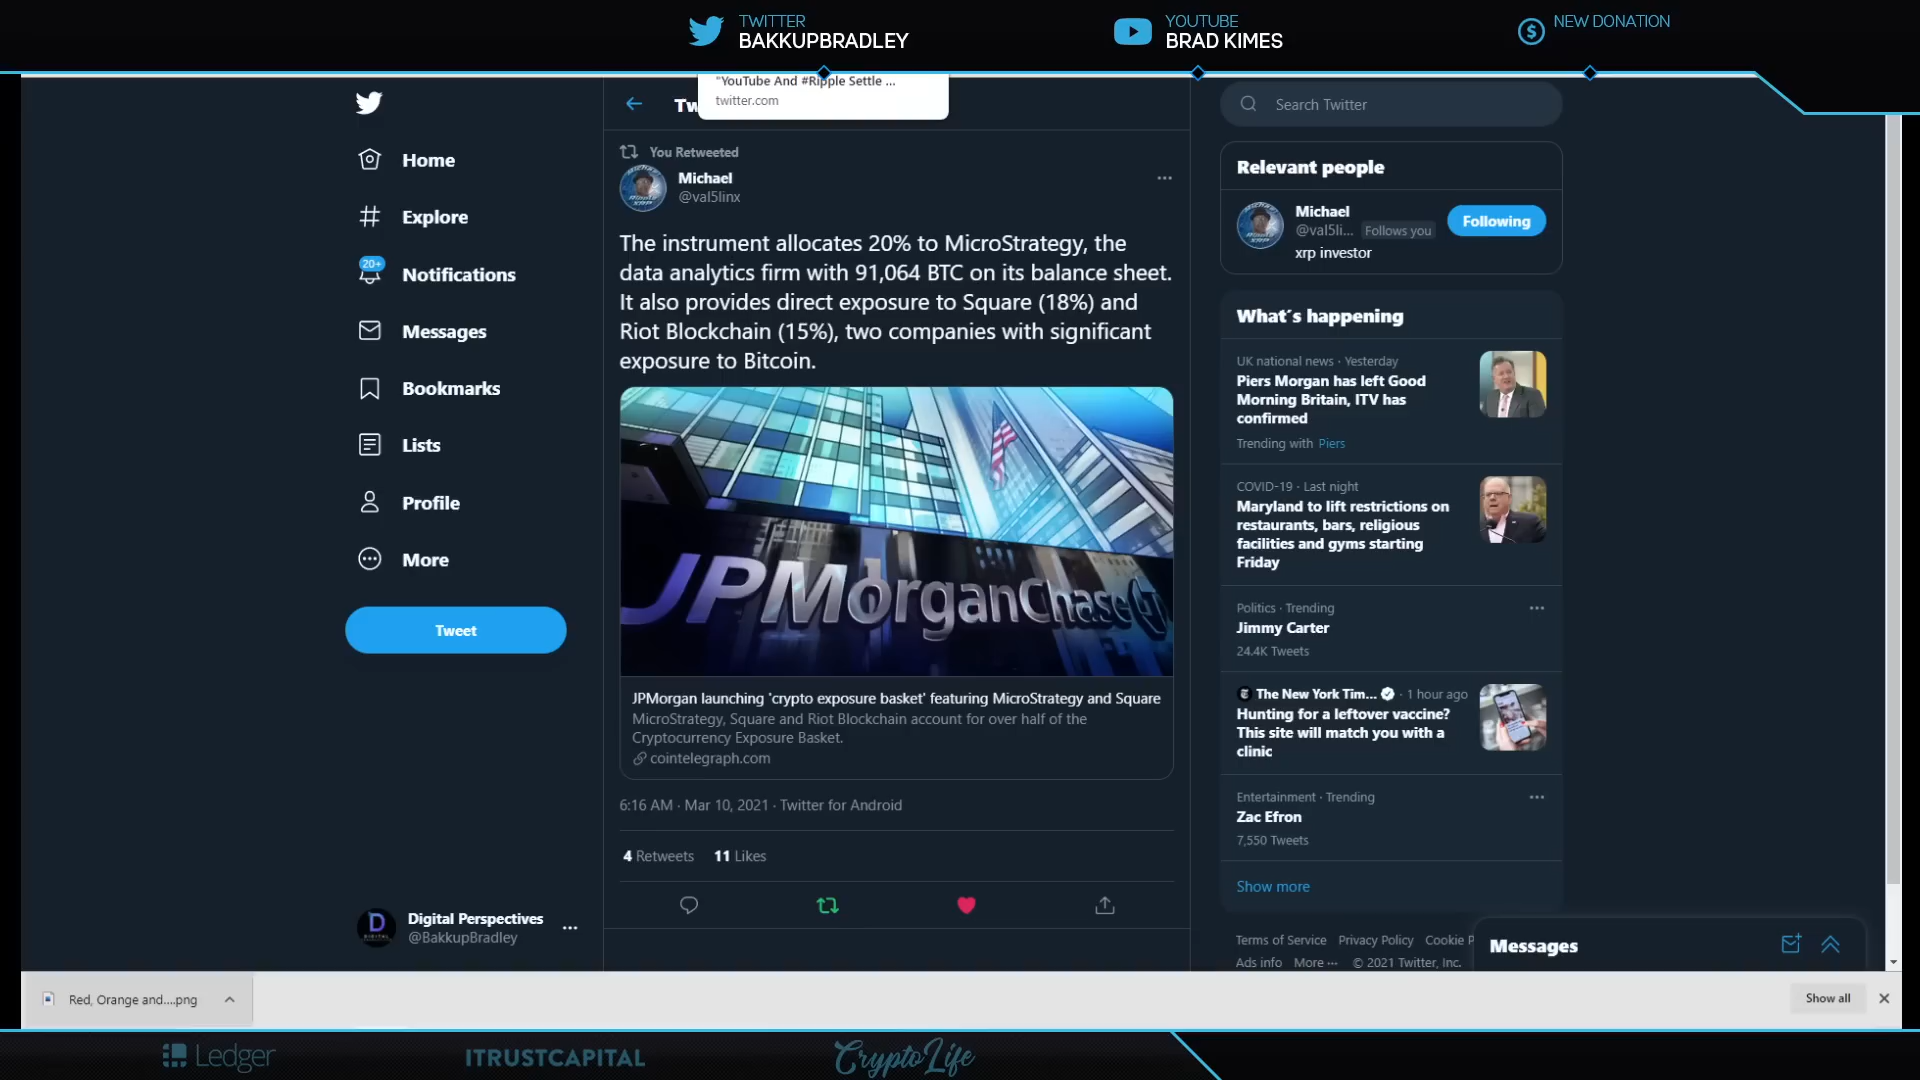 TWITTER
BAKKUPBRADLEY
YOUTUBE
BRAD KIMES
NEW DONATION
"YouTube And #Ripple Settle ...
twitter.com
Tw
Search Twitter
Home
Explore
20+
Notifications
Messages
Bookmarks
Lists
Profile
More
Tweet
Digital Perspectives
@BakkupBradley
You Retweeted
Michael
@val5linx
The instrument allocates 20% to MicroStrategy, the
data analytics firm with 91,064 BTC on its balance sheet.
It also provides direct exposure to Square (18%) and
Riot Blockchain (15%), two companies with significant
exposure to Bitcoin.
JPMorganChase
JPMorgan launching 'crypto exposure basket' featuring MicroStrategy and Square
MicroStrategy, Square and Riot Blockchain account for over half of the
Cryptocurrency Exposure Basket.
cointelegraph.com
6:16 AM · Mar 10, 2021 · Twitter for Android
4 Retweets 11 Likes
Relevant people
Michael
@val5li... Follows you
Following
xrp investor
What's happening
UK national news · Yesterday
Piers Morgan has left Good
Morning Britain, ITV has
confirmed
Trending with Piers
COVID-19 · Last night
Maryland to lift restrictions on
restaurants, bars, religious
facilities and gyms starting
Friday
Politics · Trending
Jimmy Carter
24.4K Tweets
The New York Tim... · 1 hour ago
Hunting for a leftover vaccine?
This site will match you with a
clinic
Entertainment · Trending
Zac Efron
7,550 Tweets
Show more
Terms of Service Privacy Policy Cookie P
Ads info More ··· © 2021 Twitter, Inc.
Messages
Red, Orange and....png
Show all
Ledger
ITRUSTCAPITAL
CryptoLife